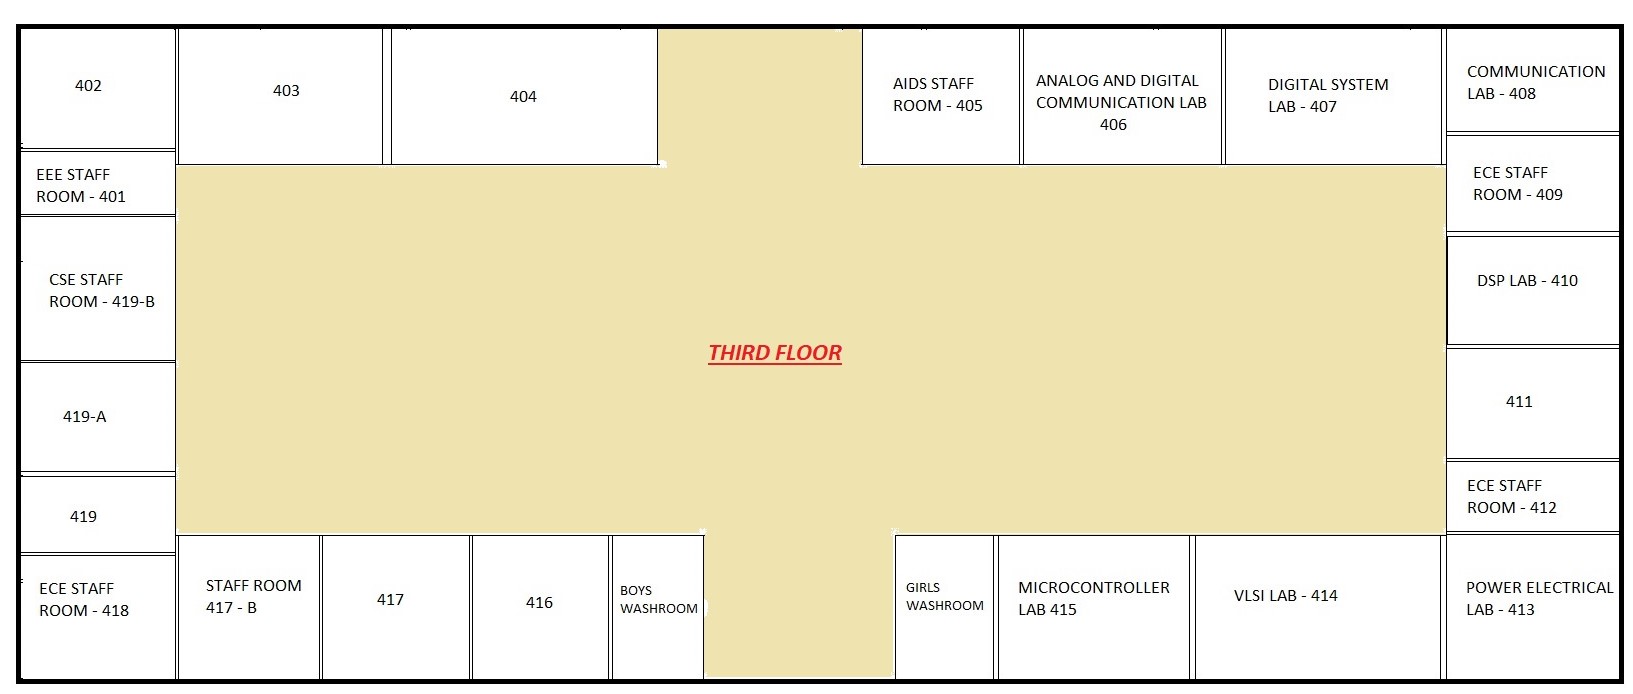 402
403
404
AIDS STAFF
ROOM - 405
ANALOG AND DIGITAL
COMMUNICATION LAB
406
DIGITAL SYSTEM
LAB - 407
COMMUNICATION
LAB - 408
EEE STAFF
ROOM - 401
ECE STAFF
ROOM - 409
CSE STAFF
ROOM - 419-B
DSP LAB - 410
THIRD FLOOR
419-A
411
419
ECE STAFF
ROOM - 412
ECE STAFF
ROOM - 418
STAFF ROOM
417 - B
417
416
BOYS
WASHROOM
GIRLS
WASHROOM
MICROCONTROLLER
LAB 415
VLSI LAB - 414
POWER ELECTRICAL
LAB - 413